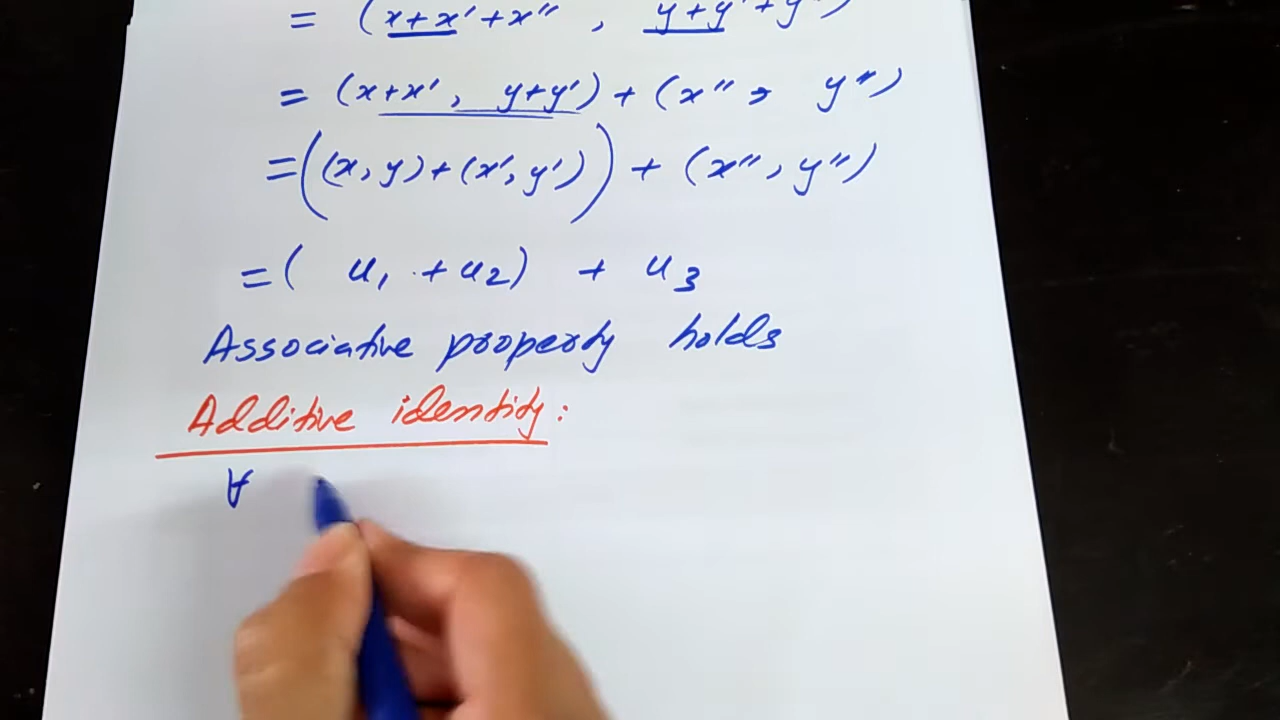 = (x+x'+x'' , y+y'+y'')
= (x+x' , y+y') + (x'' , y'')
= ((x, y) + (x', y')) + (x'', y'')
= ( u₁ + u₂) + u₃
Associative property holds
Additive identity:
∀